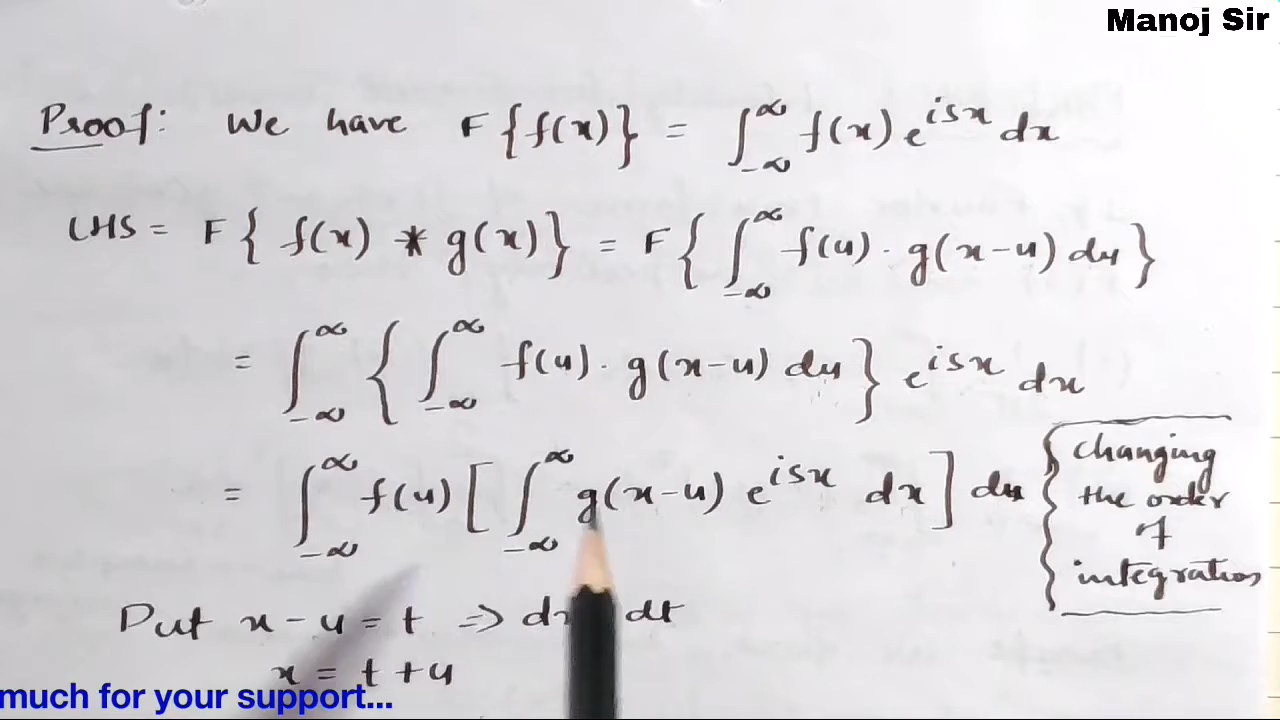 Manoj Sir
Proof: We have F{f(x)} = ∫_{-∞}^{∞} f(x) e^{isx} dx
LHS = F{ f(x) * g(x)} = F{ ∫_{-∞}^{∞} f(u) · g(x-u) du }
= ∫_{-∞}^{∞} { ∫_{-∞}^{∞} f(u) · g(x-u) du } e^{isx} dx
= ∫_{-∞}^{∞} f(u) [ ∫_{-∞}^{∞} g(x-u) e^{isx} dx ] du
changing
the order
of
integration
Put x - u = t ⇒ d dt
x = t + u
much for your support...